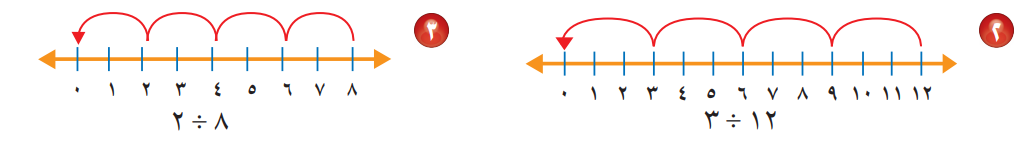 ٢
٠ ١ ٢ ٣ ٤ ٥ ٦ ٧ ٨ ٩ ١٠ ١١ ١٢
١٢ ÷ ٣
٣
٠ ١ ٢ ٣ ٤ ٥ ٦ ٧ ٨
٨ ÷ ٢